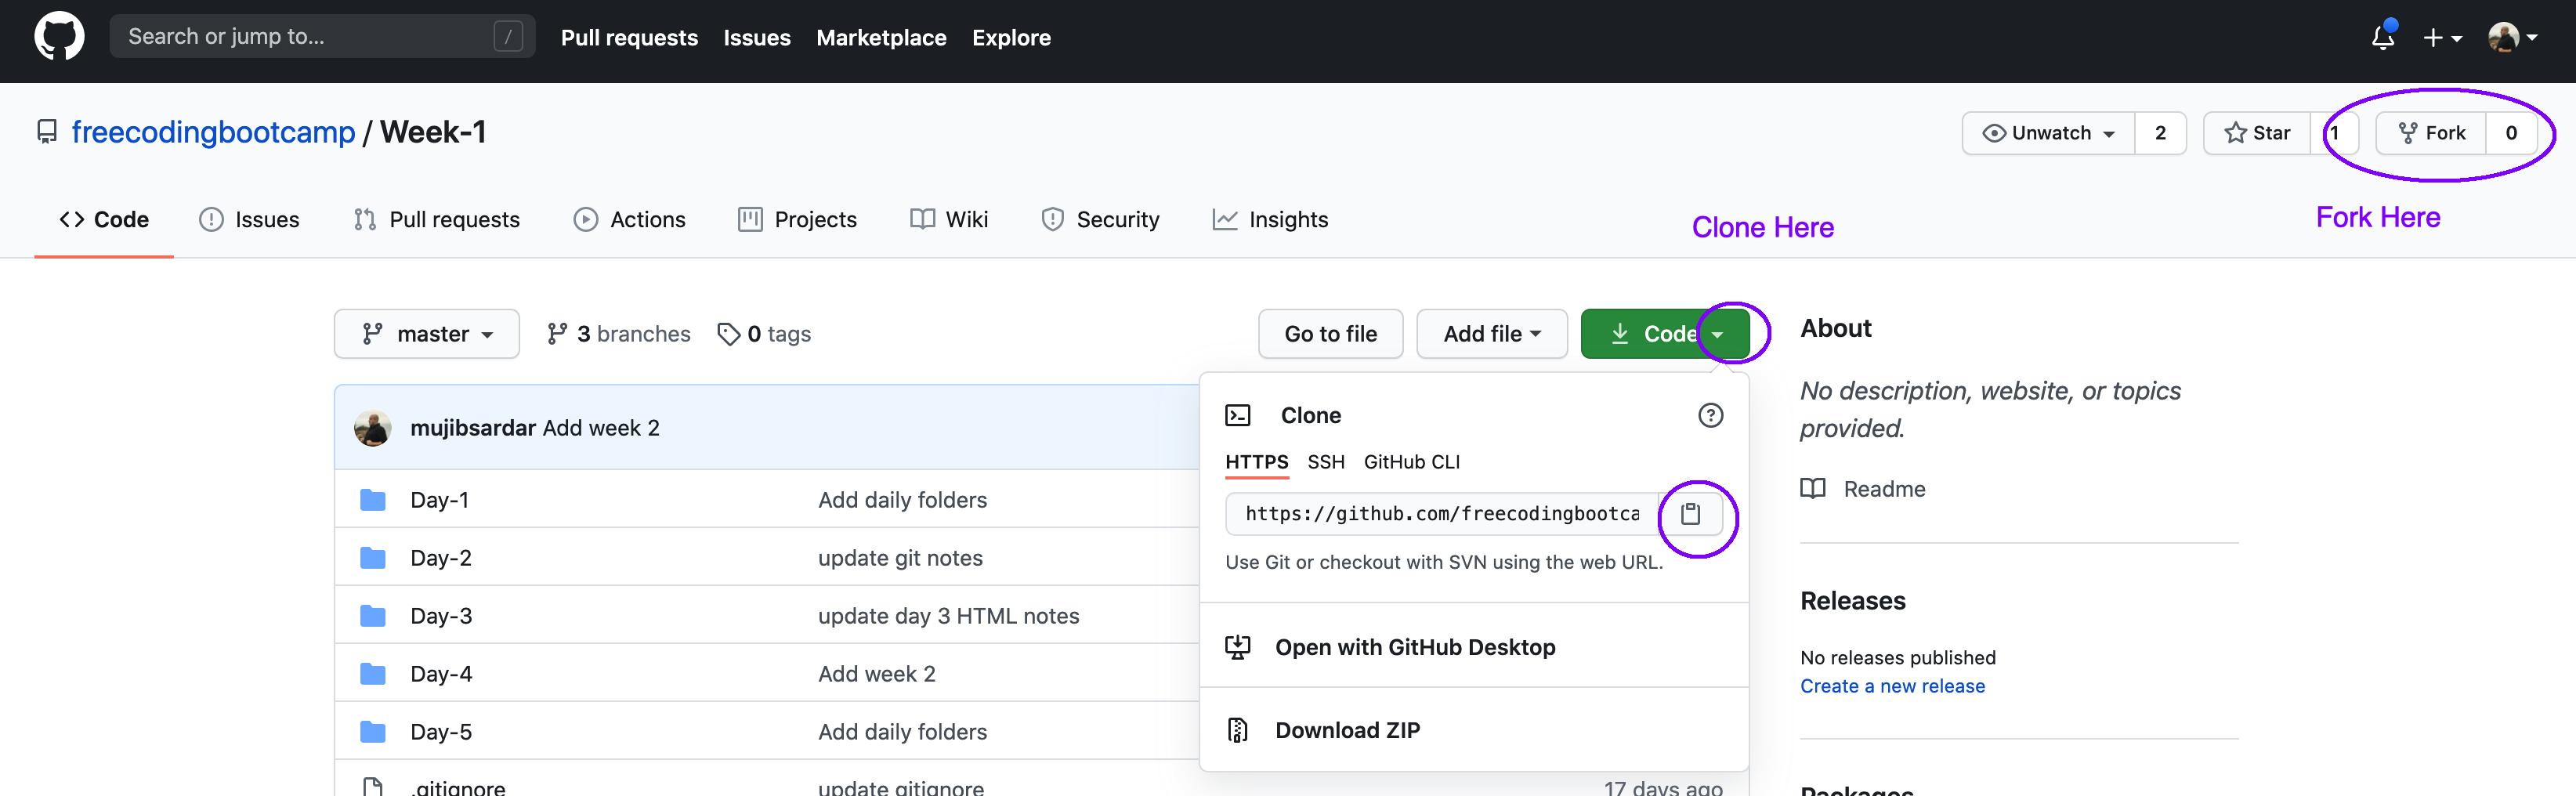 Search or jump to... / Pull requests Issues Marketplace Explore
freecodingbootcamp / Week-1 Unwatch 2 Star 1 Fork 0
Code Issues Pull requests Actions Projects Wiki Security Insights
Clone Here Fork Here
master 3 branches 0 tags Go to file Add file Code
About
No description, website, or topics
provided.
Readme
Releases
No releases published
Create a new release
Packages
mujibsardar Add week 2
Day-1 Add daily folders
Day-2 update git notes
Day-3 update day 3 HTML notes
Day-4 Add week 2
Day-5 Add daily folders
.gitignore update gitignore 17 days ago
Clone
HTTPS SSH GitHub CLI
https://github.com/freecodingbootca
Use Git or checkout with SVN using the web URL.
Open with GitHub Desktop
Download ZIP